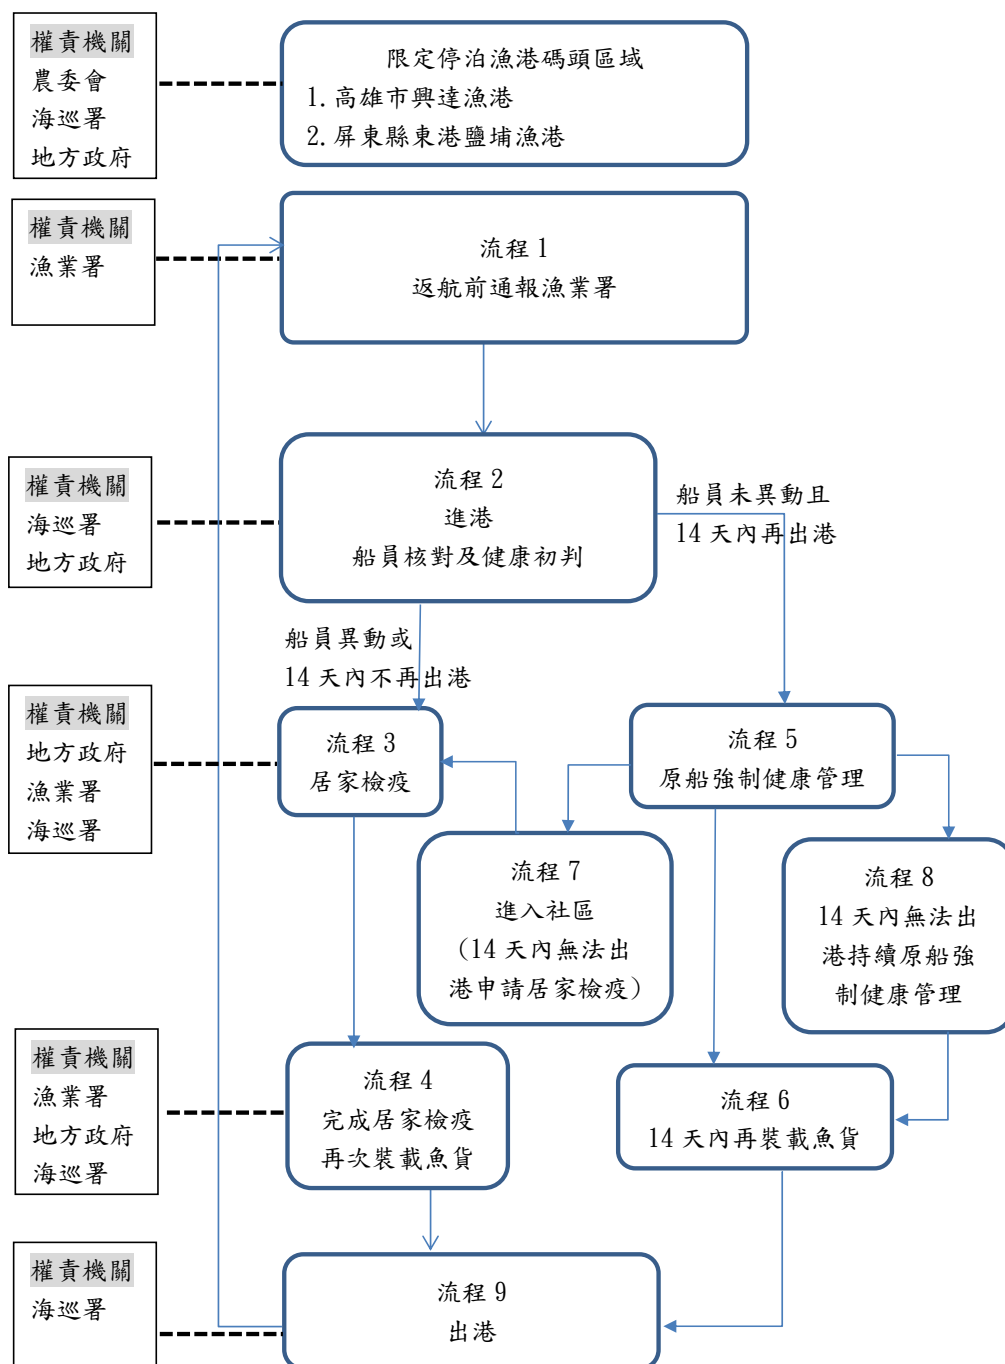 權責機關
農委會
海巡署
地方政府
限定停泊漁港碼頭區域
1.高雄市興達漁港
2.屏東縣東港鹽埔漁港
權責機關
漁業署
流程 1
返航前通報漁業署
權責機關
海巡署
地方政府
流程 2
進港
船員核對及健康初判
船員未異動且
14 天內再出港
船員異動或
14 天內不再出港
權責機關
地方政府
漁業署
海巡署
流程 3
居家檢疫
流程 5
原船強制健康管理
流程 7
進入社區
(14 天內無法出
港申請居家檢疫)
流程 8
14 天內無法出
港持續原船強
制健康管理
權責機關
漁業署
地方政府
海巡署
流程 4
完成居家檢疫
再次裝載魚貨
流程 6
14 天內再裝載魚貨
權責機關
海巡署
流程 9
出港